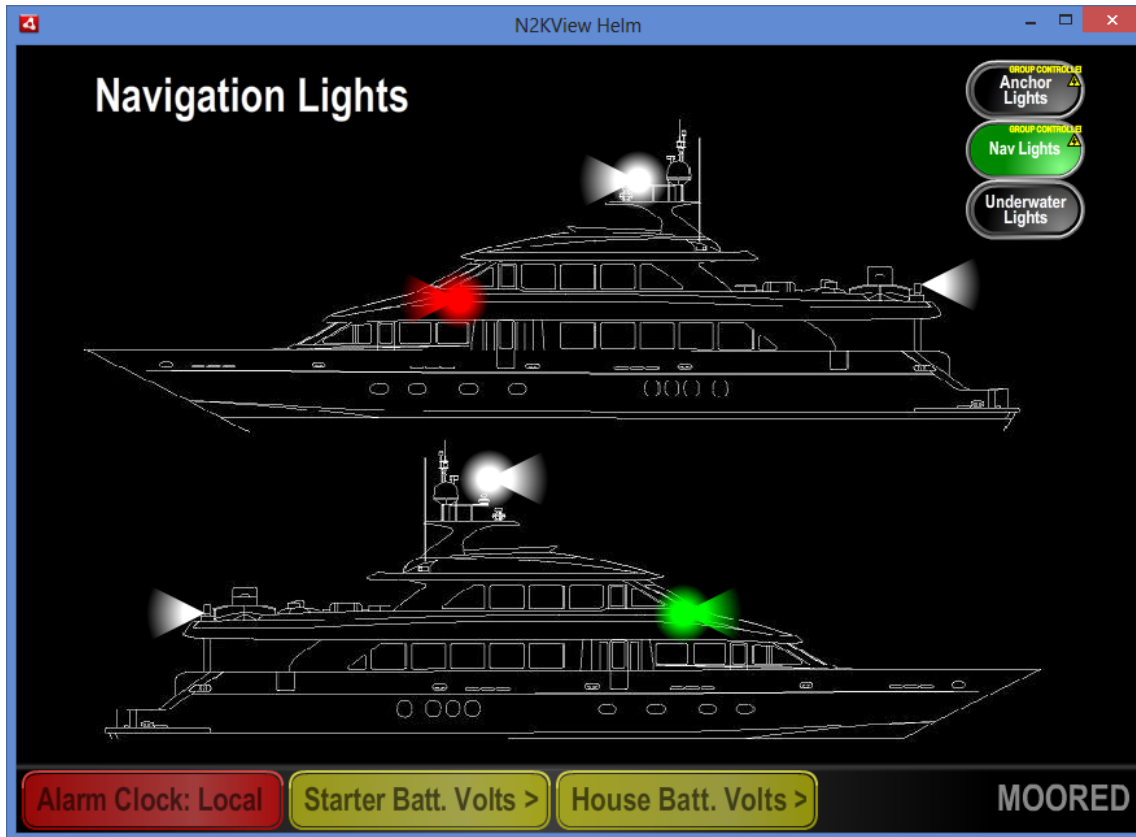 N2KView Helm
Navigation Lights
GROUP CONTROLLE
Anchor
Lights
GROUP CONTROLLE
Nav Lights
Underwater
Lights
Alarm Clock: Local
Starter Batt. Volts >
House Batt. Volts >
MOORED